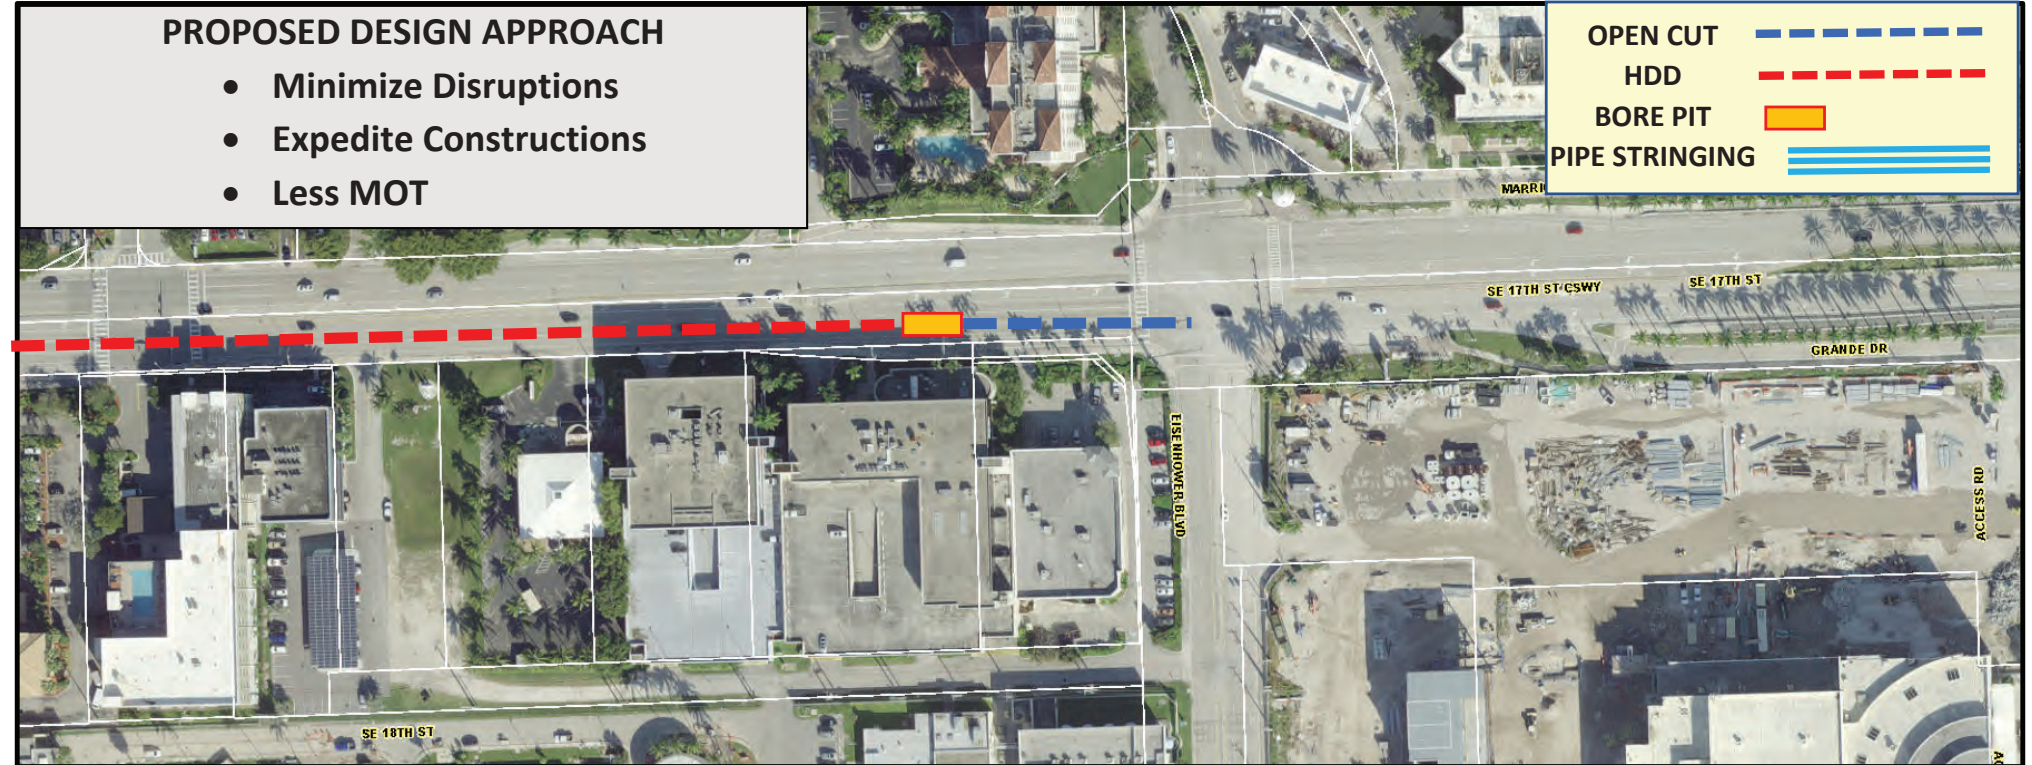 PROPOSED DESIGN APPROACH
• Minimize Disruptions
• Expedite Constructions
• Less MOT
OPEN CUT
HDD
BORE PIT
PIPE STRINGING
SE 17TH ST CSWY
SE 17TH ST
GRANDE DR
EISENHOWER BLVD
ACCESS RD
SE 18TH ST